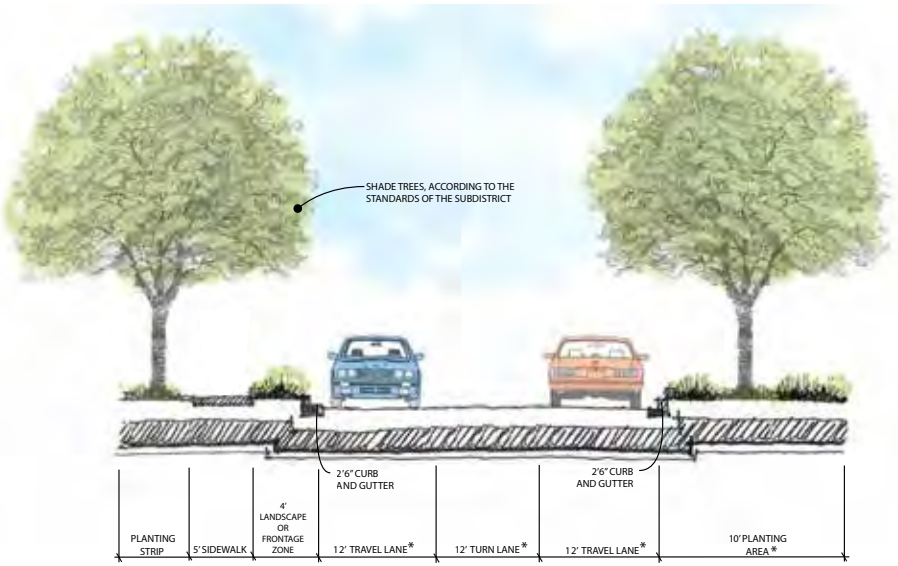 SHADE TREES, ACCORDING TO THE
STANDARDS OF THE SUBDISTRICT
2'6" CURB
AND GUTTER
2'6" CURB
AND GUTTER
PLANTING
STRIP
5' SIDEWALK
4'
LANDSCAPE
OR
FRONTAGE
ZONE
12' TRAVEL LANE*
12' TURN LANE*
12' TRAVEL LANE*
10' PLANTING
AREA *